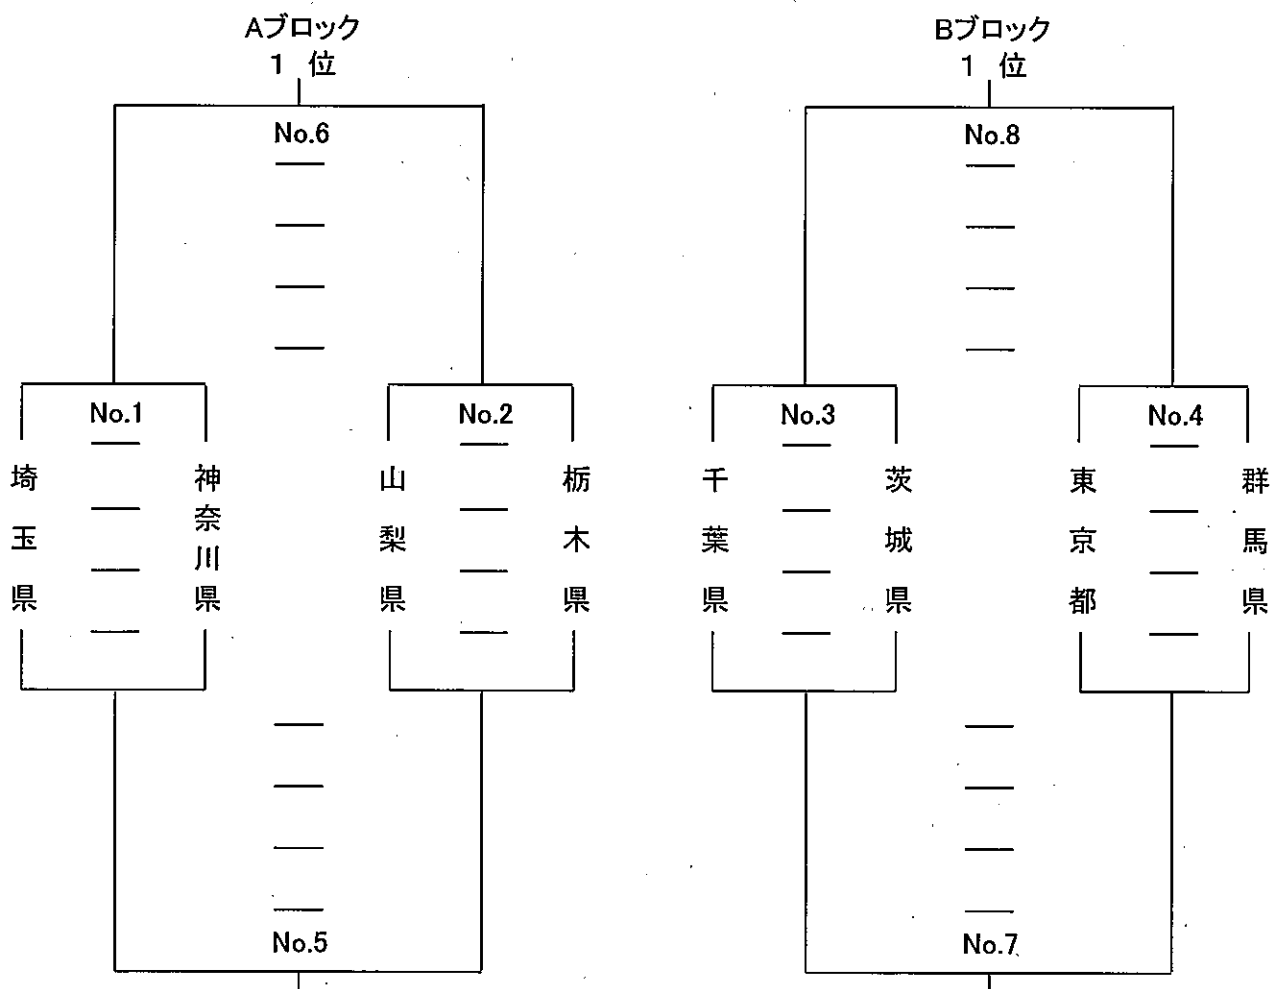 Aブロック
1 位
No.6
Bブロック
1 位
No.8
No.1
No.2
No.3
No.4
埼玉県
神奈川県
山梨県
栃木県
千葉県
茨城県
東京都
群馬県
No.5
No.7